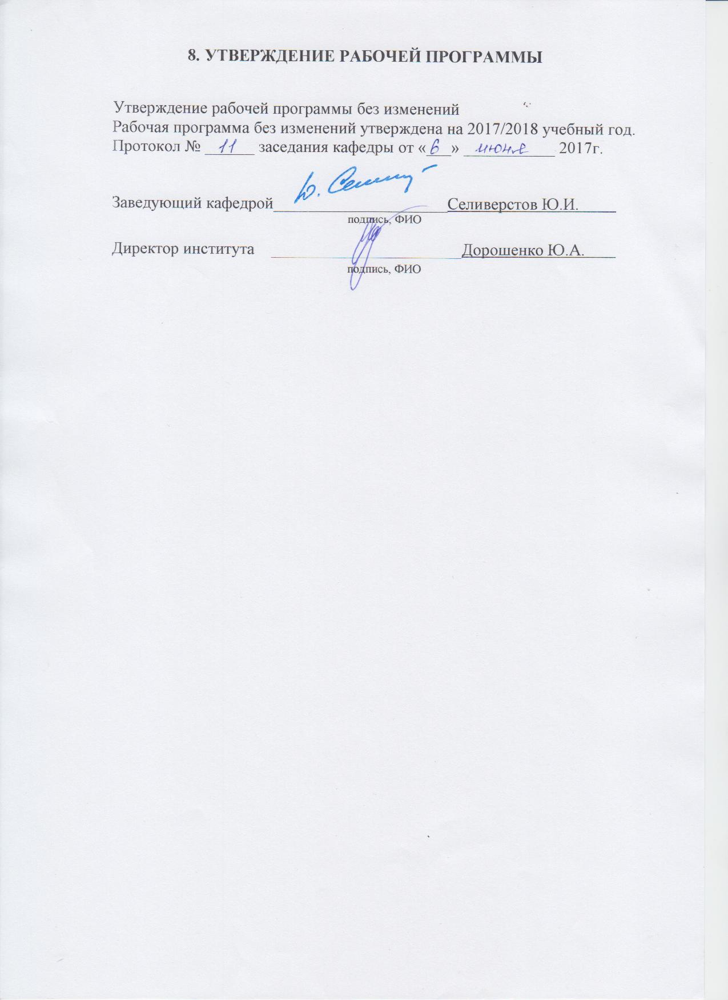 8. УТВЕРЖДЕНИЕ РАБОЧЕЙ ПРОГРАММЫ
Утверждение рабочей программы без изменений
Рабочая программа без изменений утверждена на 2017/2018 учебный год.
Протокол № 11 заседания кафедры от «6» июня 2017г.
Заведующий кафедрой Селиверстов Ю.И.
подпись, ФИО
Директор института Дорошенко Ю.А.
подпись, ФИО